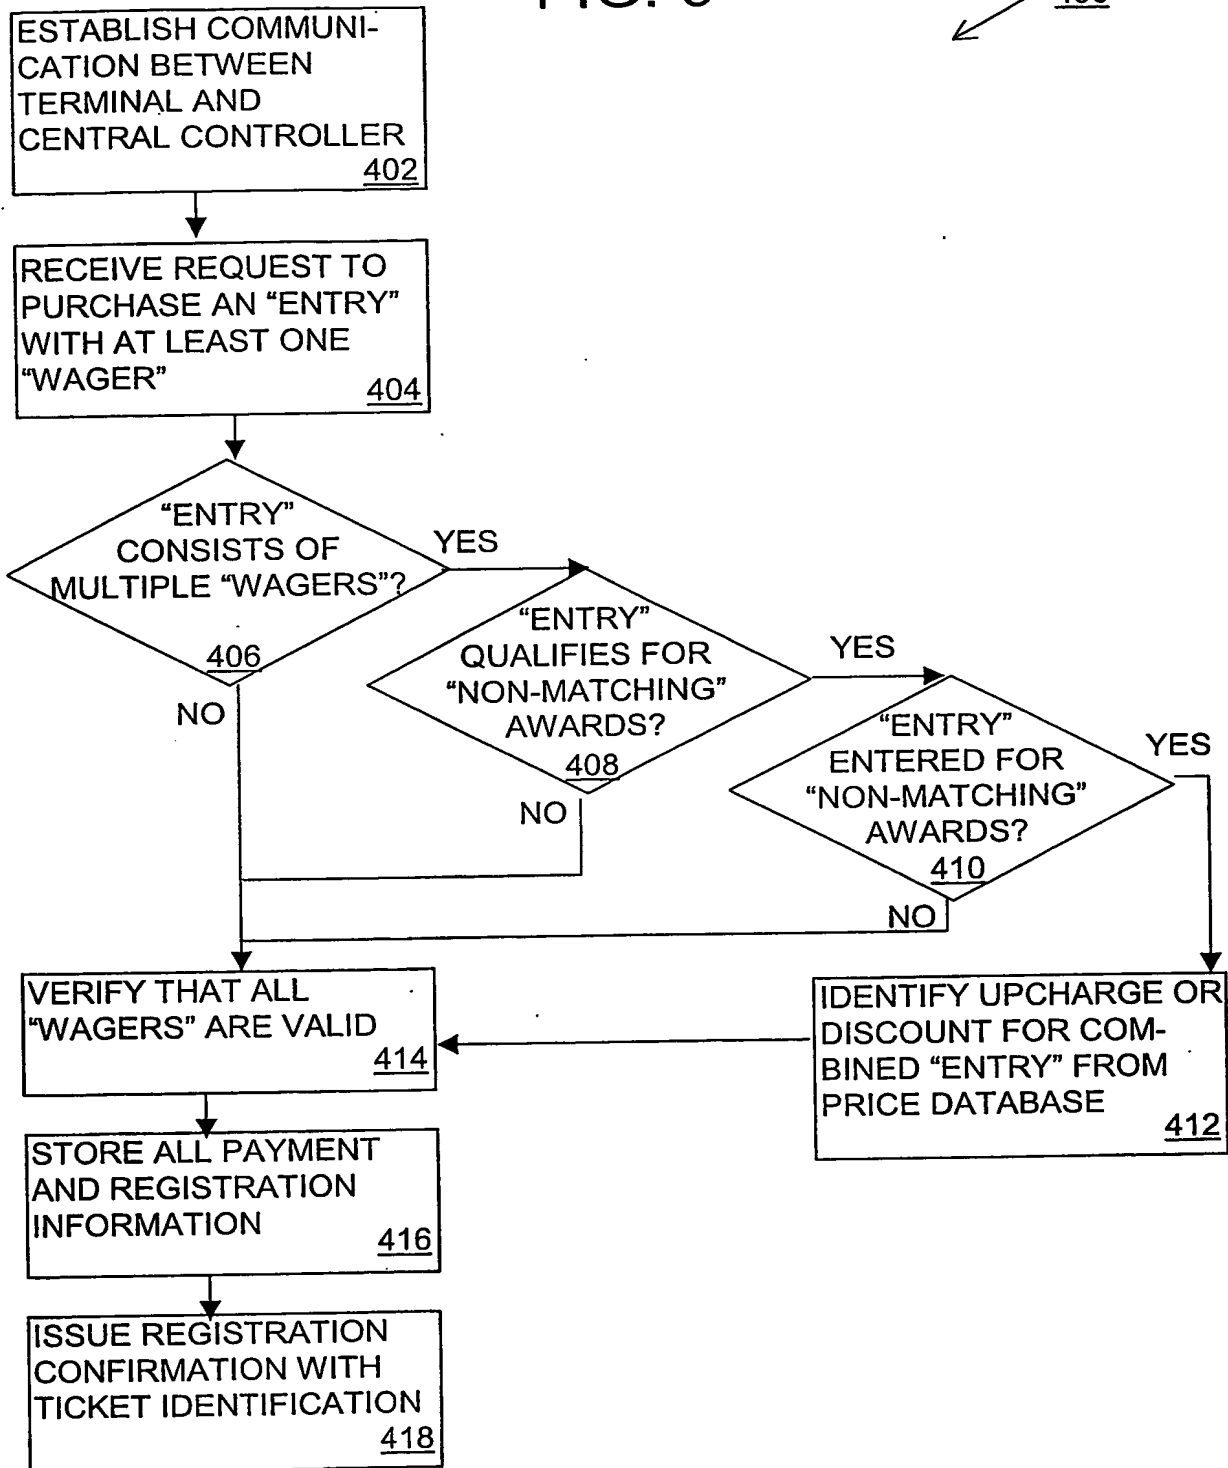 ESTABLISH COMMUNI-
CATION BETWEEN
TERMINAL AND
CENTRAL CONTROLLER
402
RECEIVE REQUEST TO
PURCHASE AN “ENTRY”
WITH AT LEAST ONE
“WAGER”
404
“ENTRY”
CONSISTS OF
MULTIPLE “WAGERS”?
406
YES
NO
“ENTRY”
QUALIFIES FOR
“NON-MATCHING”
AWARDS?
408
YES
NO
“ENTRY”
ENTERED FOR
“NON-MATCHING”
AWARDS?
410
YES
NO
IDENTIFY UPCHARGE OR
DISCOUNT FOR COM-
BINED “ENTRY” FROM
PRICE DATABASE
412
VERIFY THAT ALL
“WAGERS” ARE VALID
414
STORE ALL PAYMENT
AND REGISTRATION
INFORMATION
416
ISSUE REGISTRATION
CONFIRMATION WITH
TICKET IDENTIFICATION
418